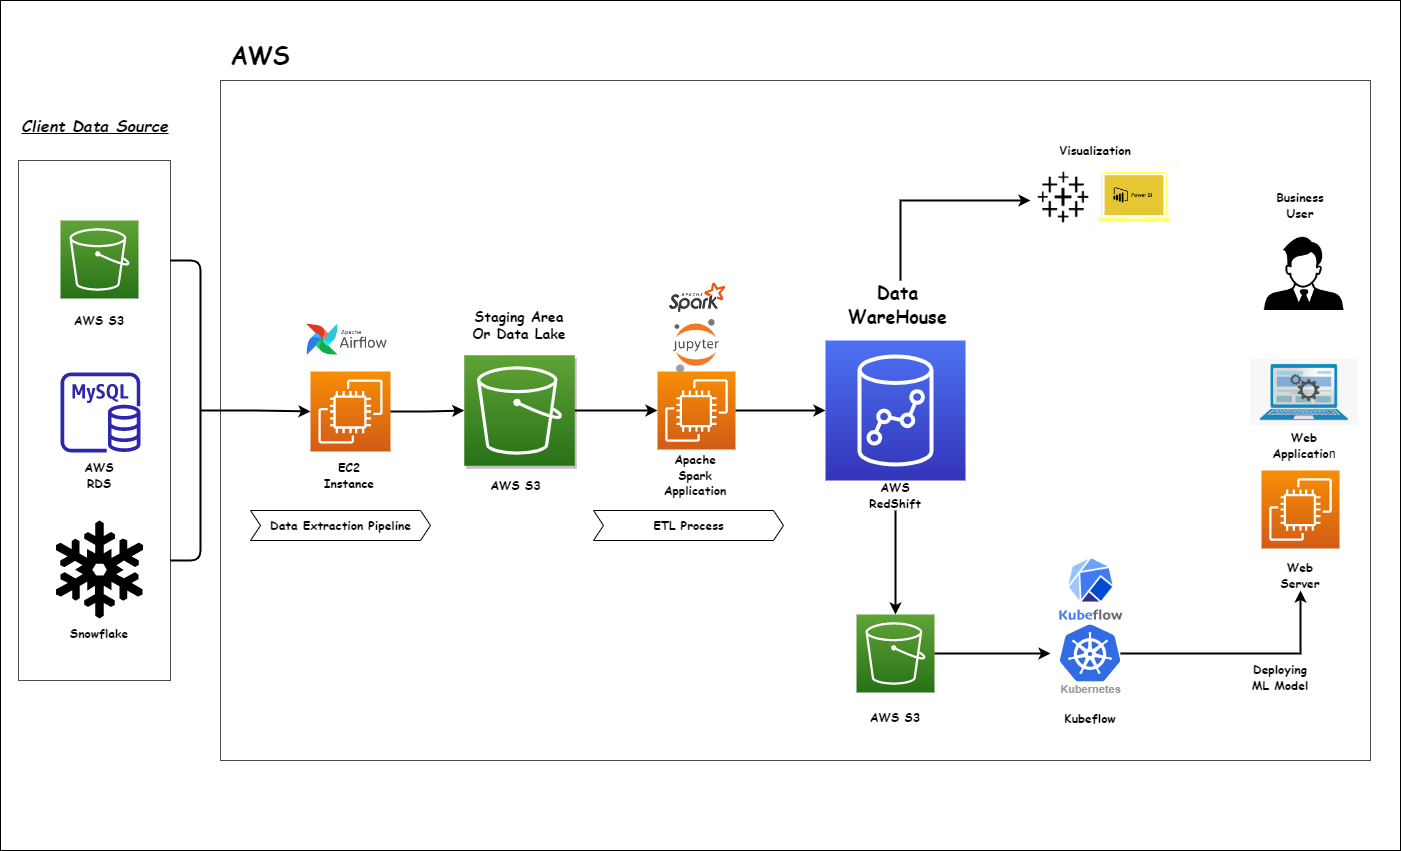 AWS
Client Data Source
AWS S3
MySQL
AWS
RDS
Snowflake
Apache
Airflow
EC2
Instance
Data Extraction Pipeline
Staging Area
Or Data Lake
AWS S3
APACHE
Spark
jupyter
Apache
Spark
Application
ETL Process
Data
WareHouse
AWS
RedShift
Visualization
Power BI
AWS S3
Kubeflow
Kubernetes
Kubeflow
Business
User
Web
Application
Web
Server
Deploying
ML Model